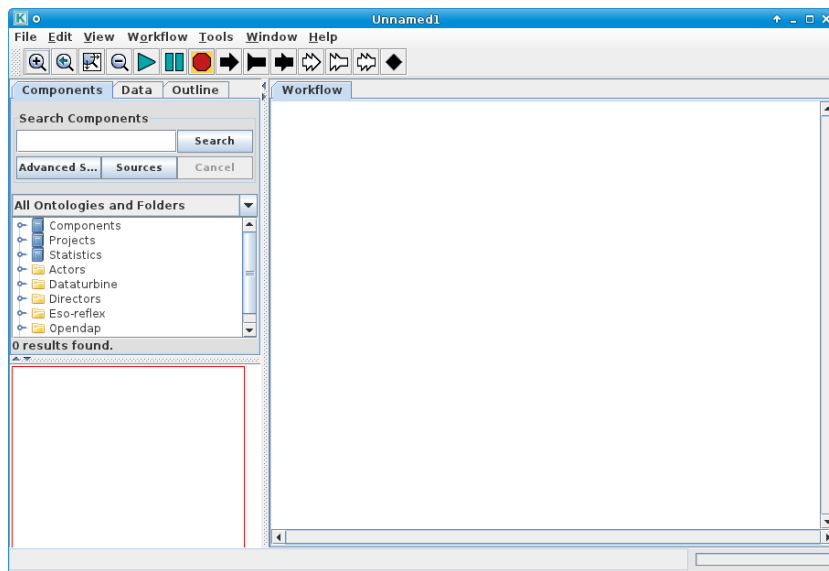 K Unnamed1
File Edit View Workflow Tools Window Help
Components Data Outline Workflow
Search Components
Search
Advanced S... Sources Cancel
All Ontologies and Folders
Components
Projects
Statistics
Actors
Dataturbine
Directors
Eso-reflex
Opendap
0 results found.